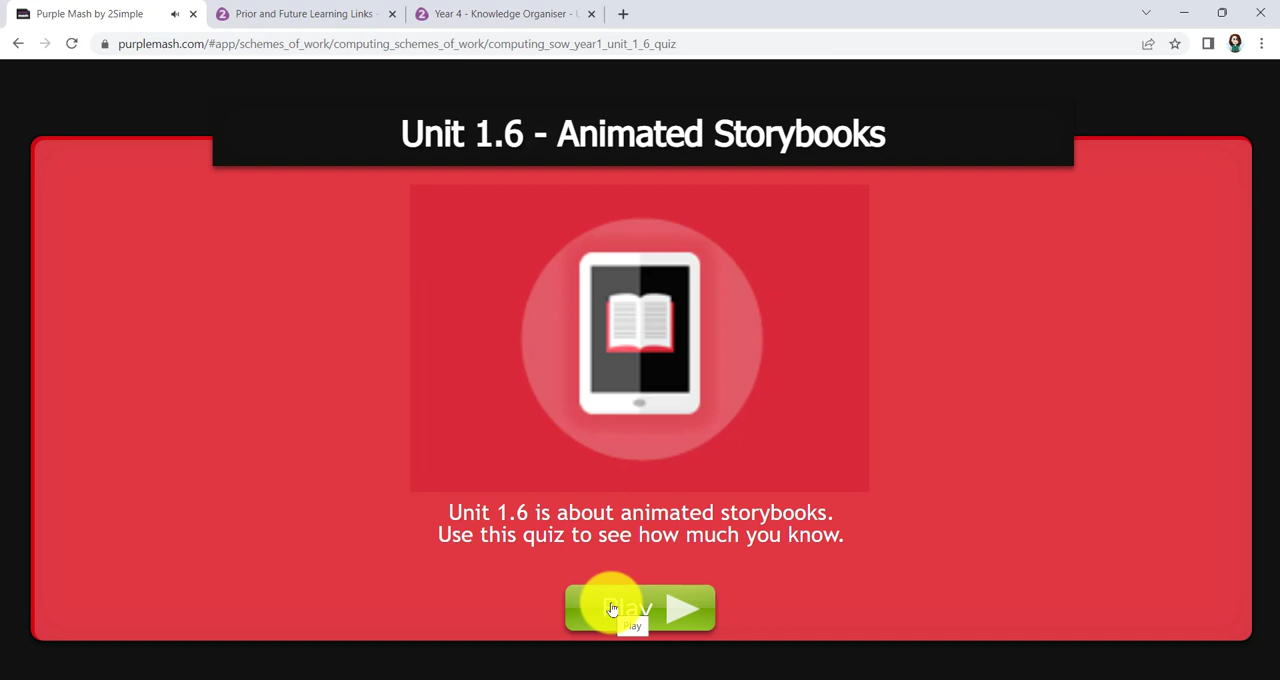 Purple Mash by 2Simple
Prior and Future Learning Links -
Year 4 - Knowledge Organiser -
purplemash.com/#app/schemes_of_work/computing_schemes_of_work/computing_sow_year1_unit_1_6_quiz
Unit 1.6 - Animated Storybooks
Unit 1.6 is about animated storybooks.
Use this quiz to see how much you know.
Play
Play